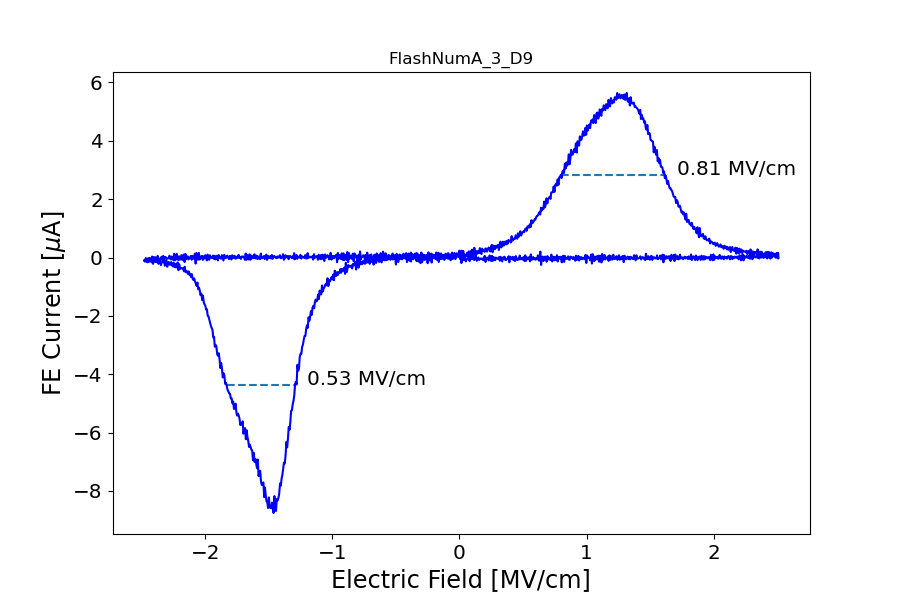 FlashNumA_3_D9
6
4
2
0
−2
−4
−6
−8
FE Current [μA]
0.81 MV/cm
0.53 MV/cm
−2 −1 0 1 2
Electric Field [MV/cm]